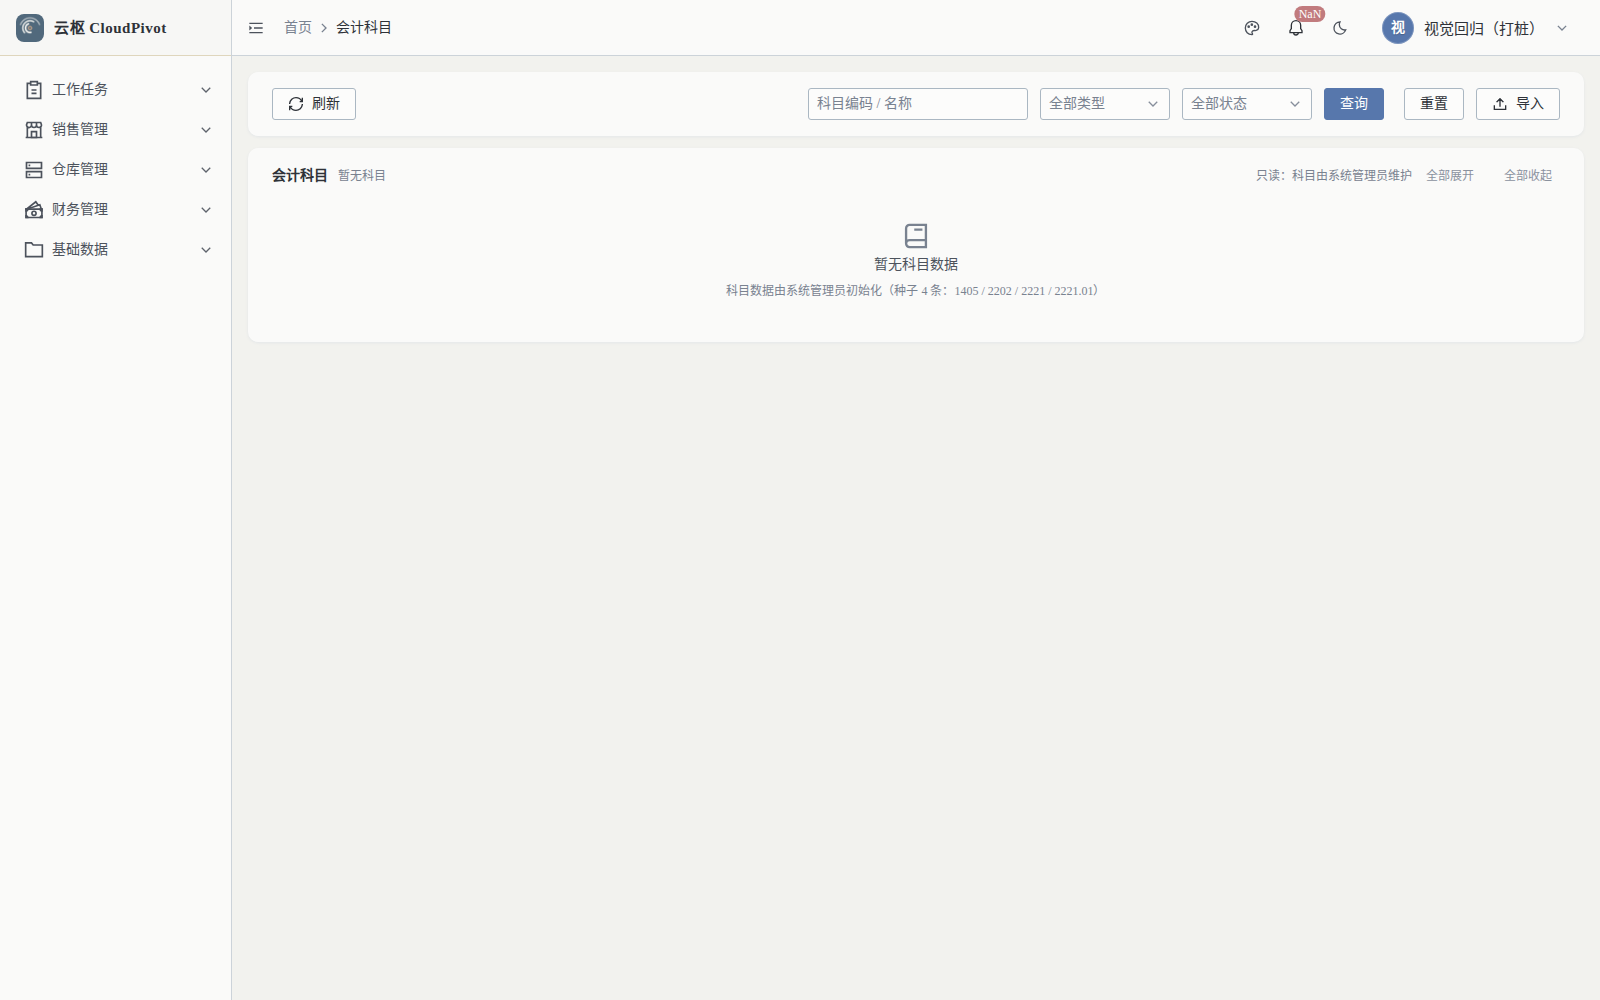 云枢 CloudPivot
首页 > 会计科目
NaN
视
视觉回归（打桩）
工作任务
销售管理
仓库管理
财务管理
基础数据
刷新
科目编码 / 名称
全部类型
全部状态
查询
重置
导入
会计科目 暂无科目
只读：科目由系统管理员维护 全部展开 全部收起
暂无科目数据
科目数据由系统管理员初始化（种子 4 条：1405 / 2202 / 2221 / 2221.01）